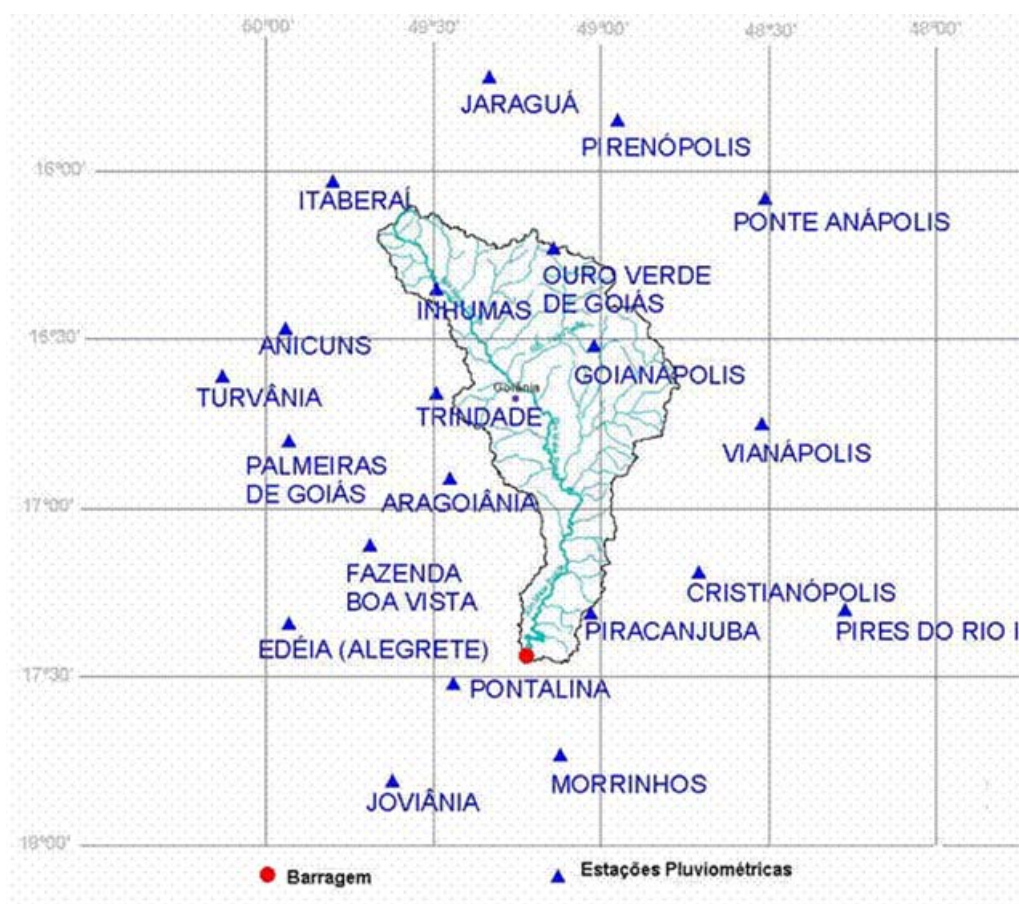 50°00' 49°30' 49°00' 48°30' 48°00'
JARAGUÁ
PIRENÓPOLIS
16°00'
ITABERAÍ
PONTE ANÁPOLIS
OURO VERDE
DE GOIÁS
INHUMAS
16°30'
ANICUNS
GOIANÁPOLIS
TURVÂNIA
Goiânia
TRINDADE
VIANÁPOLIS
PALMEIRAS
DE GOIÁS
ARAGOIÂNIA
17°00'
FAZENDA
BOA VISTA
CRISTIANÓPOLIS
PIRACANJUBA
PIRES DO RIO I
EDÉIA (ALEGRETE)
17°30'
PONTALINA
MORRINHOS
JOVIÂNIA
18°00'
Barragem
Estações Pluviométricas